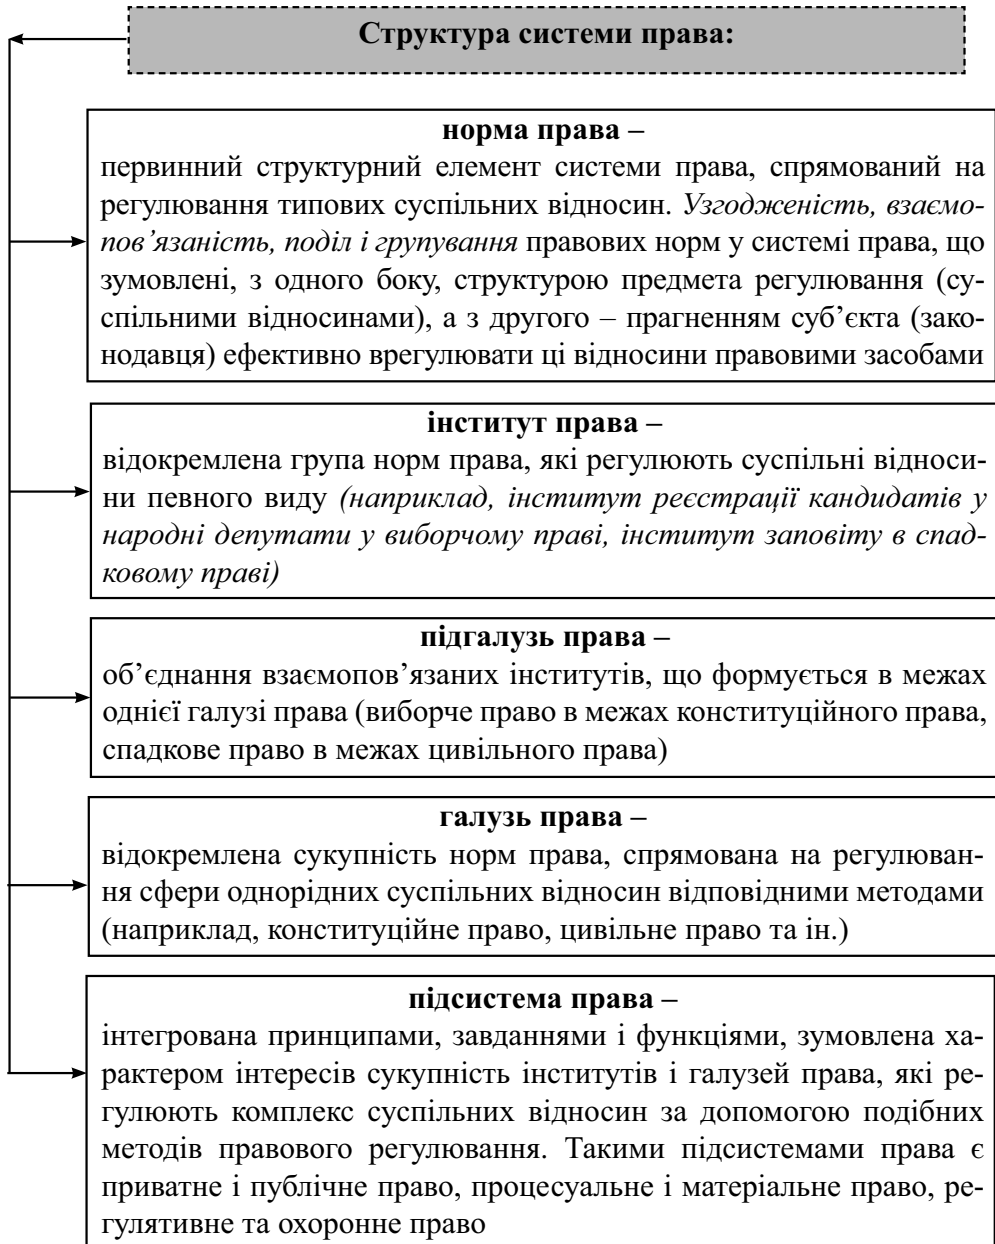 Структура системи права:
норма права –
первинний структурний елемент системи права, спрямований на
регулювання типових суспільних відносин. Узгодженість, взаємо-
пов’язаність, поділ і групування правових норм у системі права, що
зумовлені, з одного боку, структурою предмета регулювання (су-
спільними відносинами), а з другого – прагненням суб’єкта (зако-
нодавця) ефективно врегулювати ці відносини правовими засобами
інститут права –
відокремлена група норм права, які регулюють суспільні відноси-
ни певного виду (наприклад, інститут реєстрації кандидатів у
народні депутати у виборчому праві, інститут заповіту в спад-
ковому праві)
підгалузь права –
об’єднання взаємопов’язаних інститутів, що формується в межах
однієї галузі права (виборче право в межах конституційного права,
спадкове право в межах цивільного права)
галузь права –
відокремлена сукупність норм права, спрямована на регулюван-
ня сфери однорідних суспільних відносин відповідними методами
(наприклад, конституційне право, цивільне право та ін.)
підсистема права –
інтегрована принципами, завданнями і функціями, зумовлена ха-
рактером інтересів сукупність інститутів і галузей права, які ре-
гулюють комплекс суспільних відносин за допомогою подібних
методів правового регулювання. Такими підсистемами права є
приватне і публічне право, процесуальне і матеріальне право, ре-
гулятивне та охоронне право